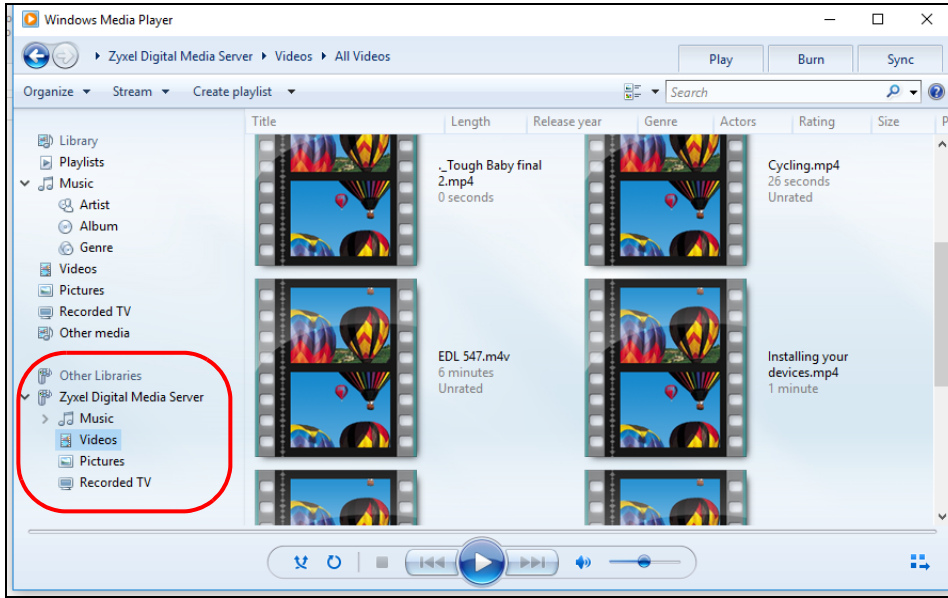 Windows Media Player
Zyxel Digital Media Server Videos All Videos
Play Burn Sync
Organize Stream Create playlist
Search
Title Length Release year Genre Actors Rating Size P
Library
Playlists
Music
Artist
Album
Genre
Videos
Pictures
Recorded TV
Other media
Other Libraries
Zyxel Digital Media Server
Music
Videos
Pictures
Recorded TV
._Tough Baby final
2.mp4
0 seconds
Cycling.mp4
26 seconds
Unrated
EDL 547.m4v
6 minutes
Unrated
Installing your
devices.mp4
1 minute